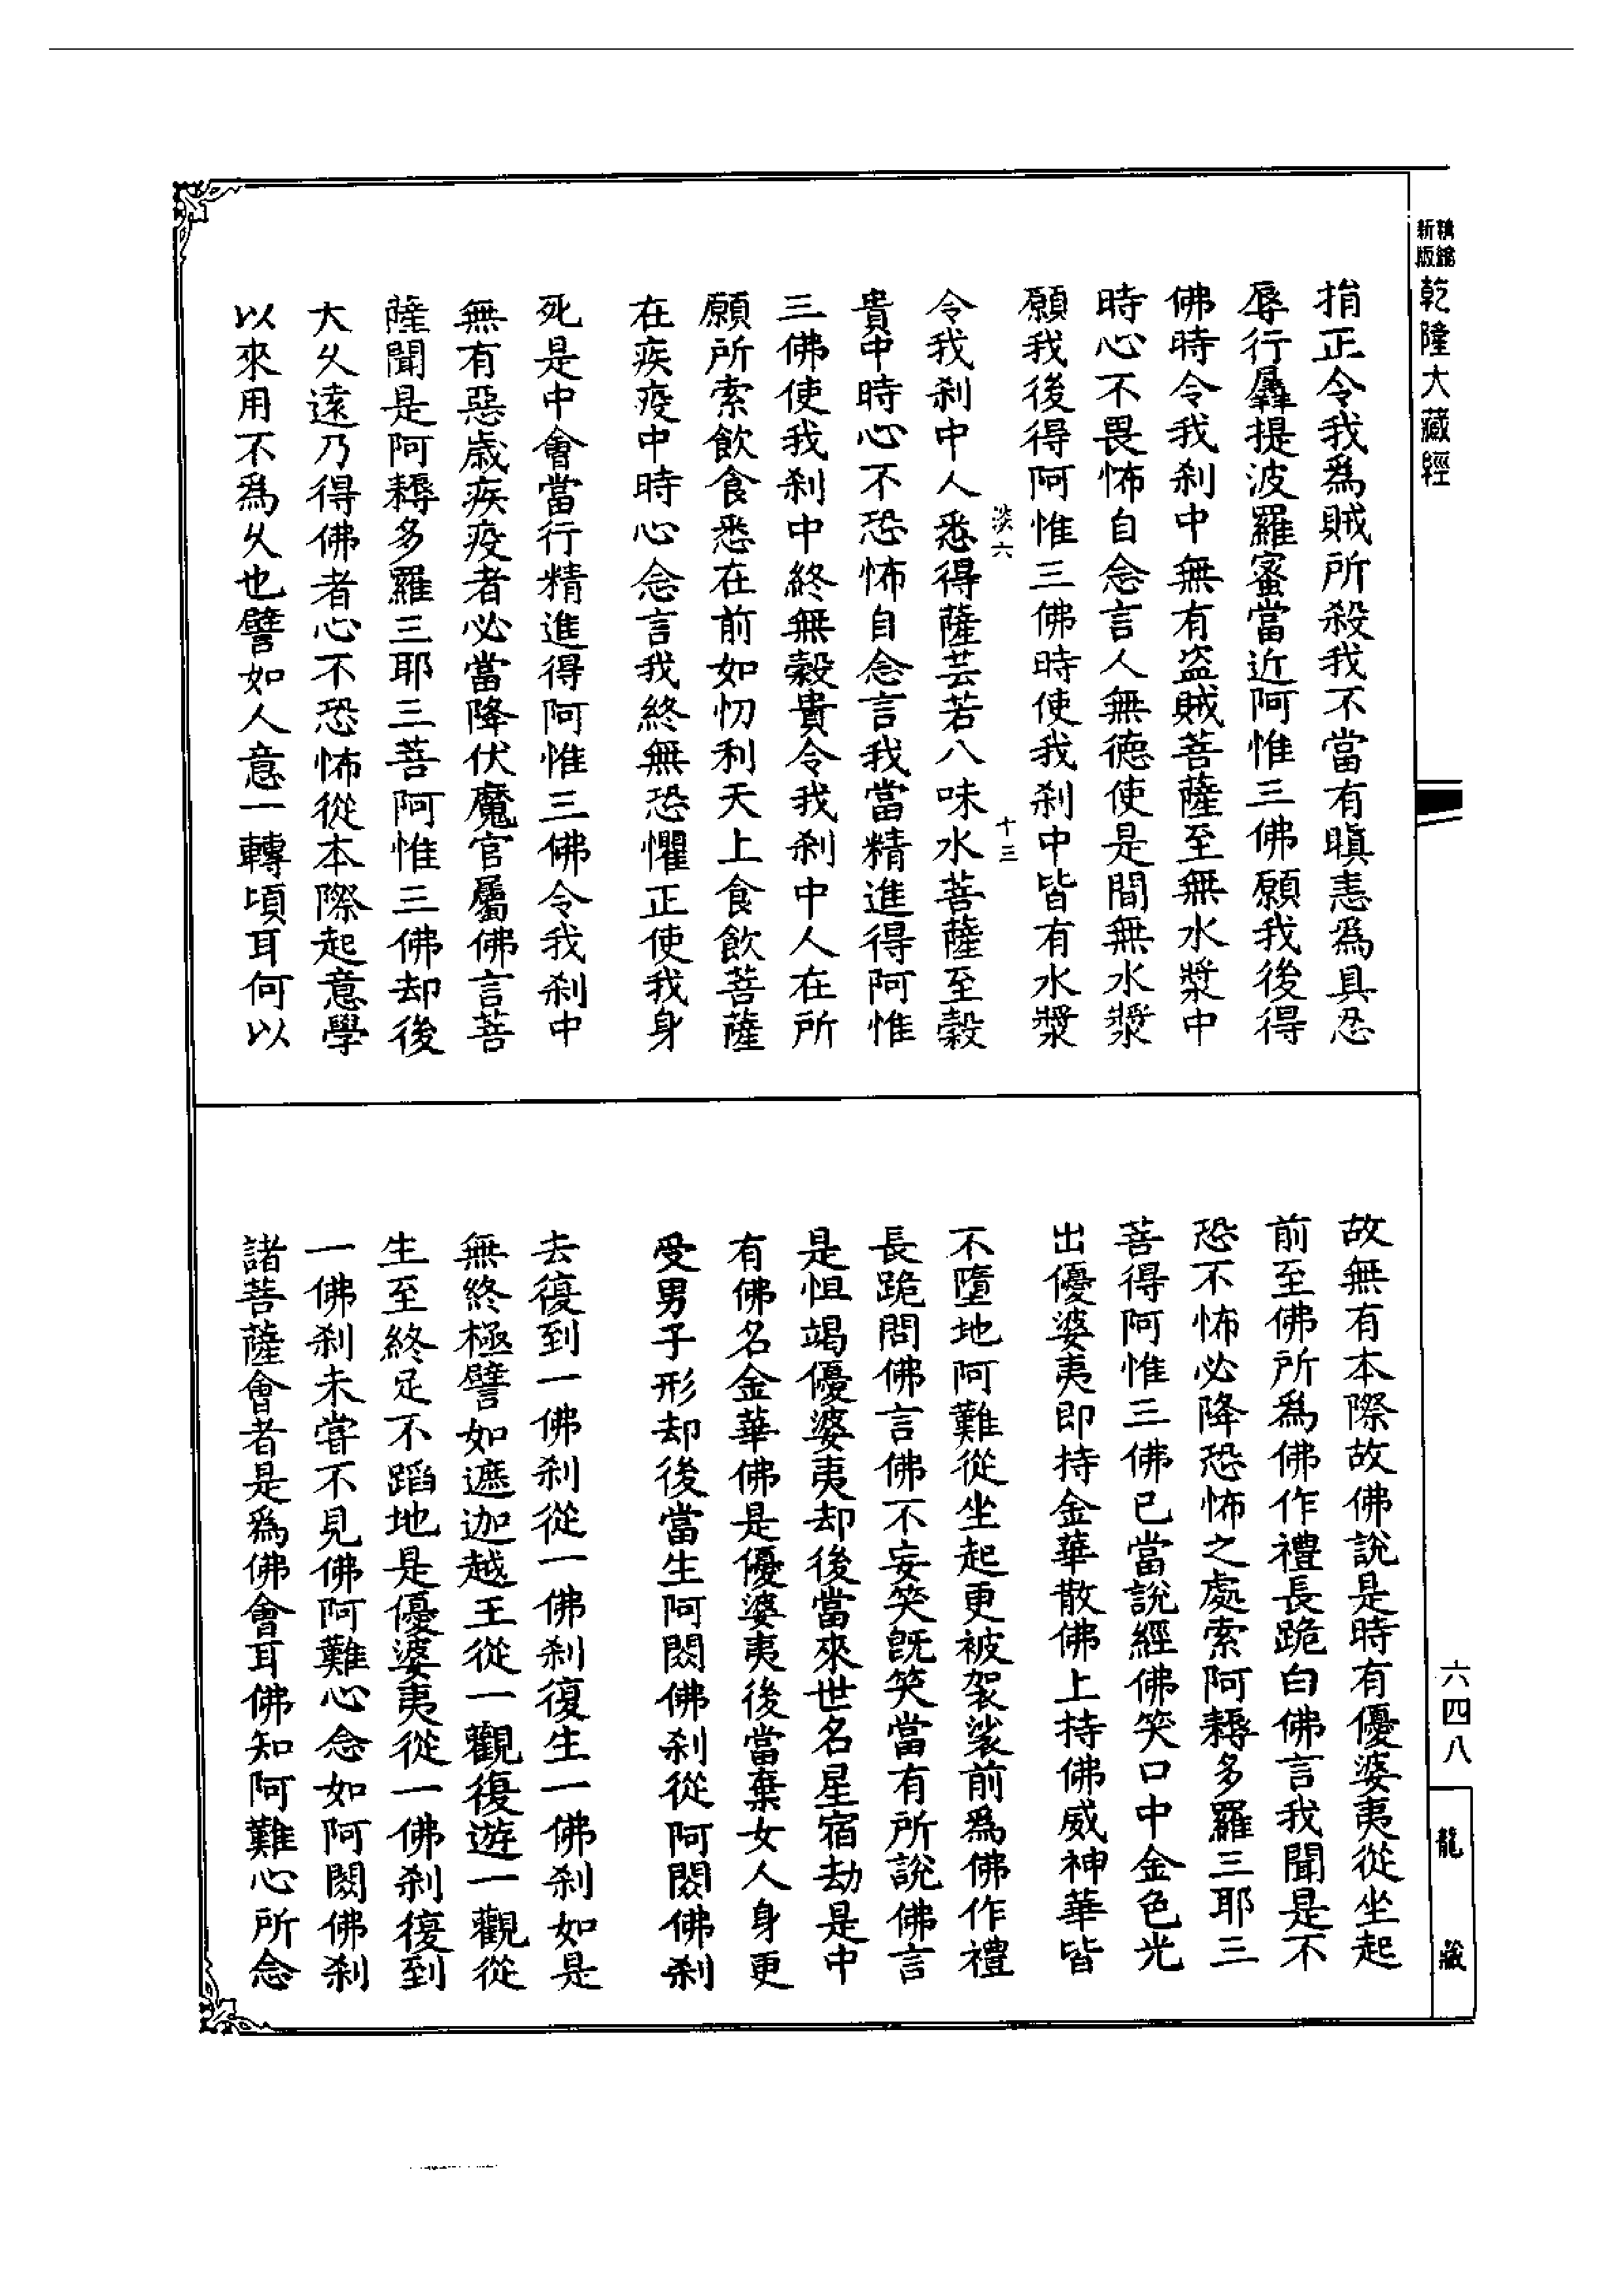 新編
縮版
乾隆大藏經
捐正令我爲賊所殺我不當有瞋恚爲具忍
辱行羼提波羅蜜當近阿惟三佛願我後得
佛時令我刹中無有盜賊菩薩至無水漿中
時心不畏怖自念言人無德使是間無水漿
願我後得阿惟三佛時使我刹中皆有水漿
淡六 十三
令我刹中人悉得薩芸若八味水菩薩至穀
貴中時心不恐怖自念言我當精進得阿惟
三佛使我刹中終無穀貴令我刹中人在所
願所索飲食悉在前如忉利天上食飲菩薩
在疾疫中時心念言我終無恐懼正使我身
死是中會當行精進得阿惟三佛令我刹中
無有惡歲疾疫者必當降伏魔官屬佛言菩
薩聞是阿耨多羅三耶三菩阿惟三佛却後
大久遠乃得佛者心不恐怖從本際起意學
以來用不爲久也譬如人意一轉頃耳何以
故無有本際故佛說是時有優婆夷從坐起
前至佛所爲佛作禮長跪白佛言我聞是不
恐不怖必降恐怖之處索阿耨多羅三耶三
菩得阿惟三佛已當說經佛笑口中金色光
出優婆夷即持金華散佛上持佛威神華皆
不墮地阿難從坐起更被袈裟前爲佛作禮
長跪問佛言佛不妄笑既笑當有所說佛言
是怛竭優婆夷却後當來世名星宿劫是中
有佛名金華佛是優婆夷後當棄女人身更
受男子形却後當生阿閦佛刹從阿閦佛刹
去復到一佛刹從一佛刹復生一佛刹如是
無終極譬如遮迦越王從一觀復遊一觀從
生至終足不蹈地是優婆夷從一佛刹復到
一佛刹未甞不見佛阿難心念如阿閦佛刹
諸菩薩會者是爲佛會耳佛知阿難心所念
六四八
龍藏